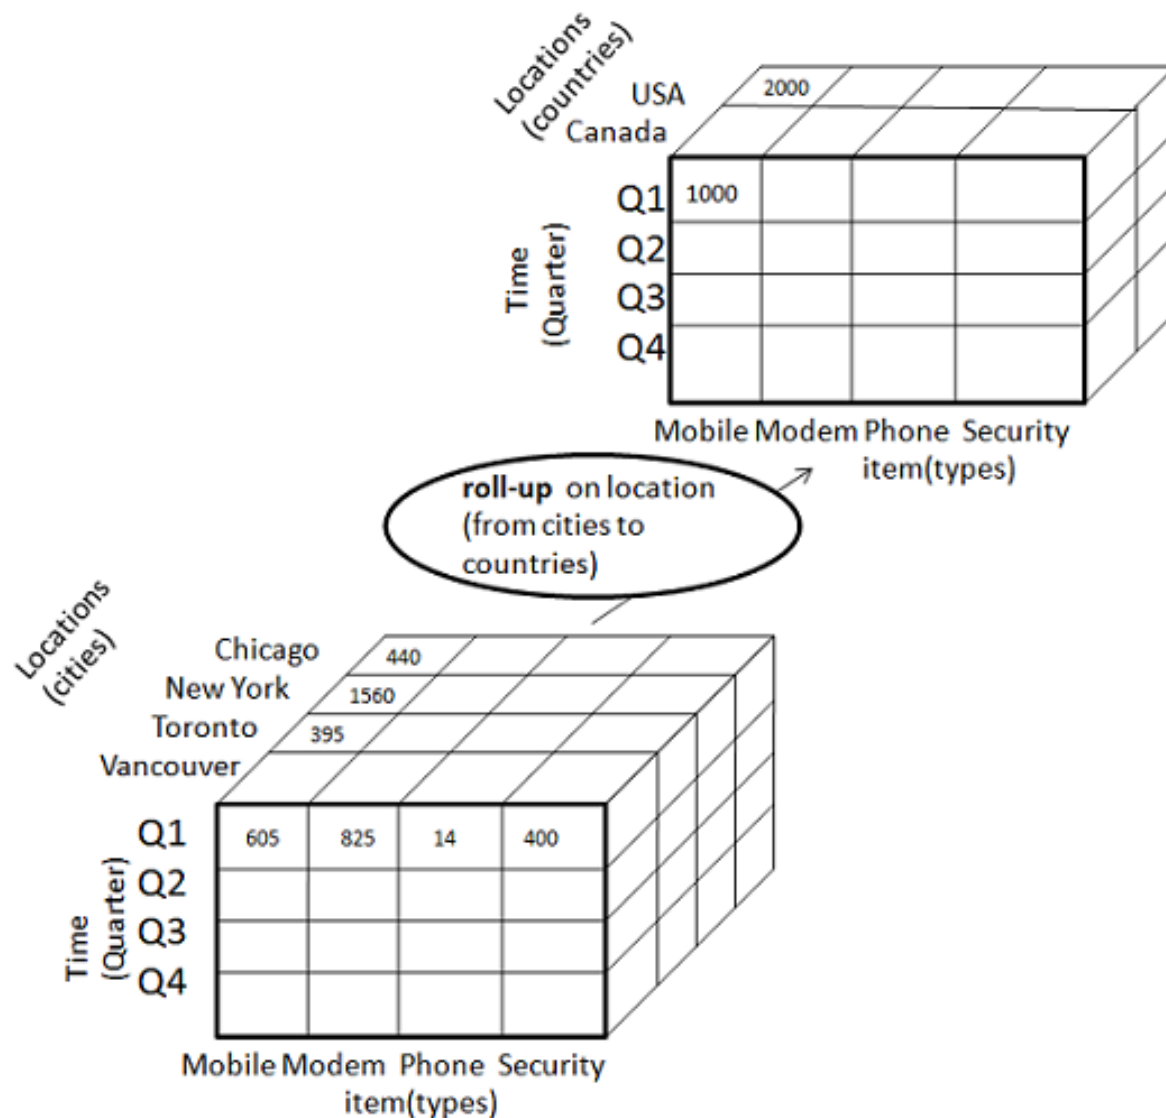 Locations
(countries)
USA
Canada
2000
Time
(Quarter)
Q1
Q2
Q3
Q4
1000
Mobile Modem Phone Security
item(types)
roll-up on location
(from cities to
countries)
Locations
(cities)
Chicago
New York
Toronto
Vancouver
440
1560
395
Time
(Quarter)
Q1
Q2
Q3
Q4
605 825 14 400
Mobile Modem Phone Security
item(types)